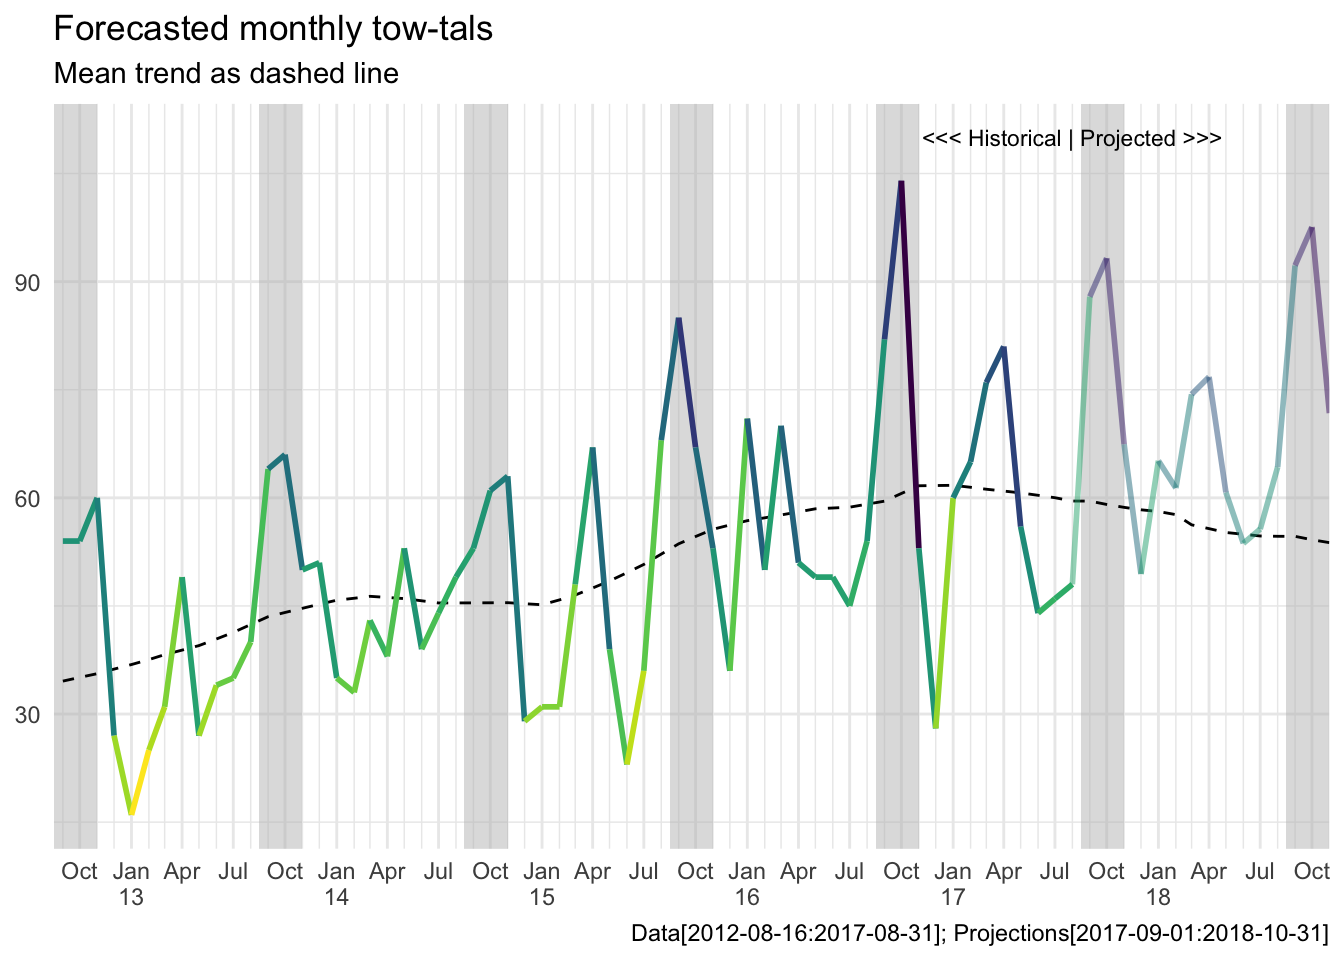 Forecasted monthly tow-tals
Mean trend as dashed line
<<< Historical | Projected >>>
90
60
30
Oct Jan Apr Jul Oct Jan Apr Jul Oct Jan Apr Jul Oct Jan Apr Jul Oct Jan Apr Jul Oct Jan Apr Jul Oct
13 14 15 16 17 18
Data[2012-08-16:2017-08-31]; Projections[2017-09-01:2018-10-31]